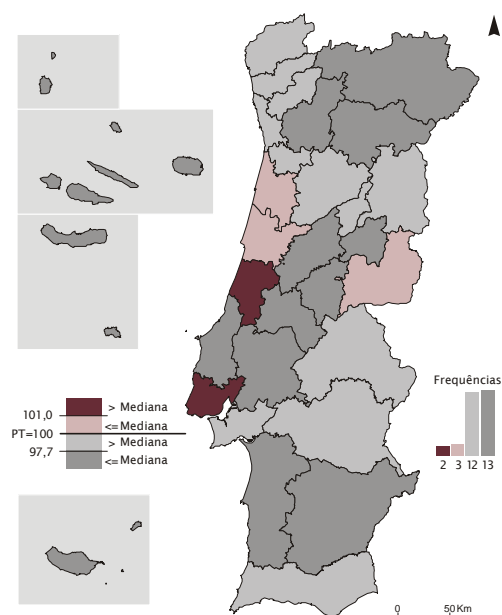 > Mediana
101,0
<= Mediana
PT=100
> Mediana
97,7
<=Mediana
Frequências
2 3 12 13
0 50 Km